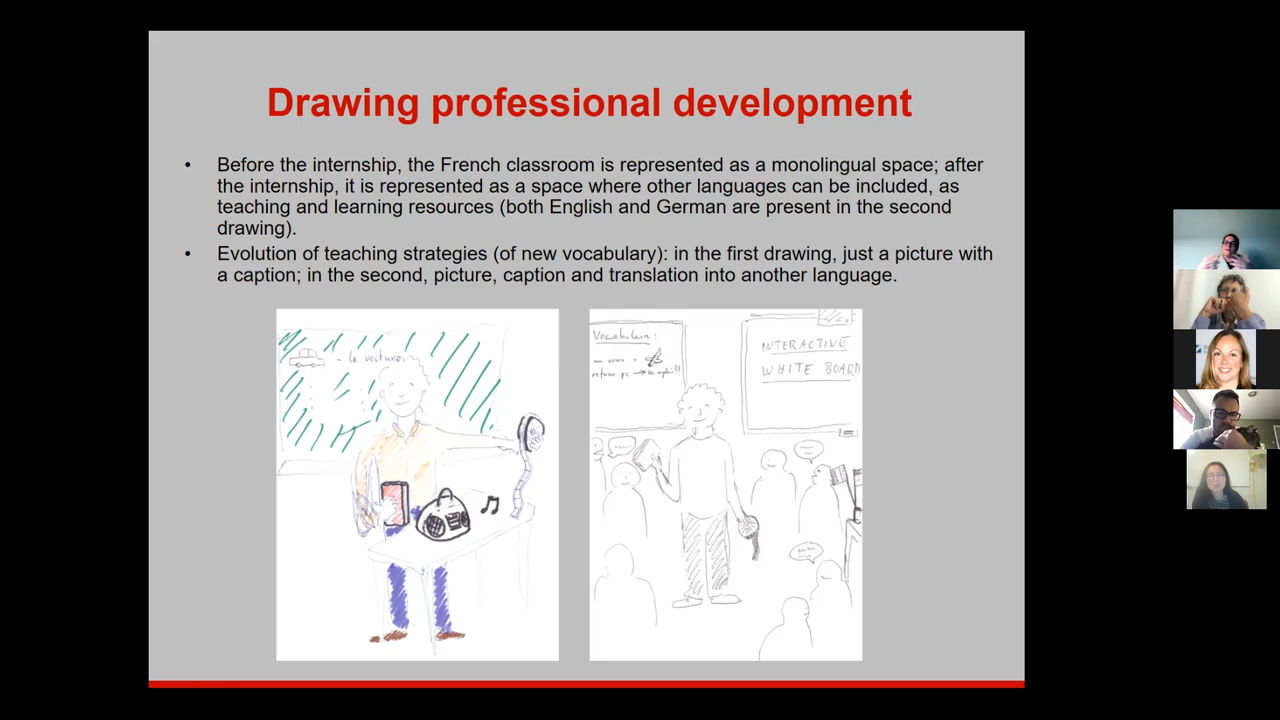 Drawing professional development
• Before the internship, the French classroom is represented as a monolingual space; after
the internship, it is represented as a space where other languages can be included, as
teaching and learning resources (both English and German are present in the second
drawing).
• Evolution of teaching strategies (of new vocabulary): in the first drawing, just a picture with
a caption; in the second, picture, caption and translation into another language.
= la voiture
Vocabulaire:
INTERACTIVE
WHITE BOARD